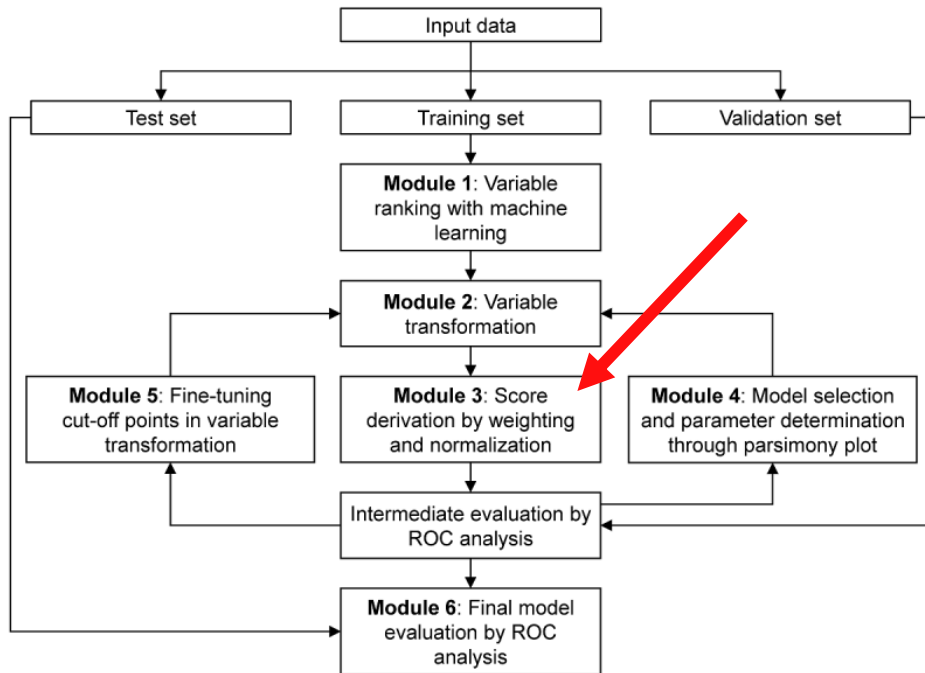 Input data
Test set
Training set
Validation set
Module 1: Variable
ranking with machine
learning
Module 2: Variable
transformation
Module 5: Fine-tuning
cut-off points in variable
transformation
Module 3: Score
derivation by weighting
and normalization
Module 4: Model selection
and parameter determination
through parsimony plot
Intermediate evaluation by
ROC analysis
Module 6: Final model
evaluation by ROC
analysis